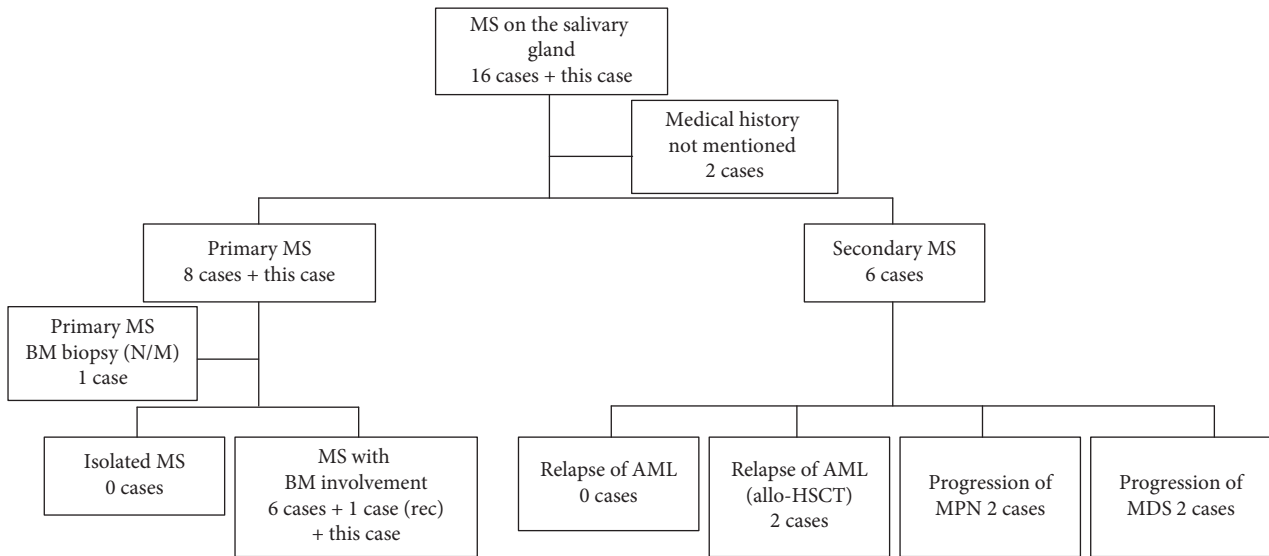 MS on the salivary
gland
16 cases + this case
Medical history
not mentioned
2 cases
Primary MS
8 cases + this case
Secondary MS
6 cases
Primary MS
BM biopsy (N/M)
1 case
Isolated MS
0 cases
MS with
BM involvement
6 cases + 1 case (rec)
+ this case
Relapse of AML
0 cases
Relapse of AML
(allo-HSCT)
2 cases
Progression of
MPN 2 cases
Progression of
MDS 2 cases